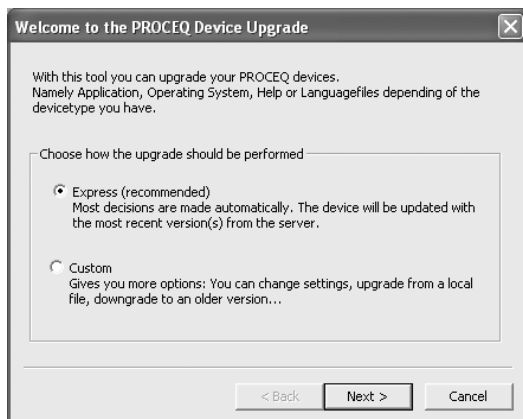 Welcome to the PROCEQ Device Upgrade
With this tool you can upgrade your PROCEQ devices.
Namely Application, Operating System, Help or Languagefiles depending of the
devicetype you have.
Choose how the upgrade should be performed
Express (recommended)
Most decisions are made automatically. The device will be updated with
the most recent version(s) from the server.
Custom
Gives you more options: You can change settings, upgrade from a local
file, downgrade to an older version...
< Back Next > Cancel